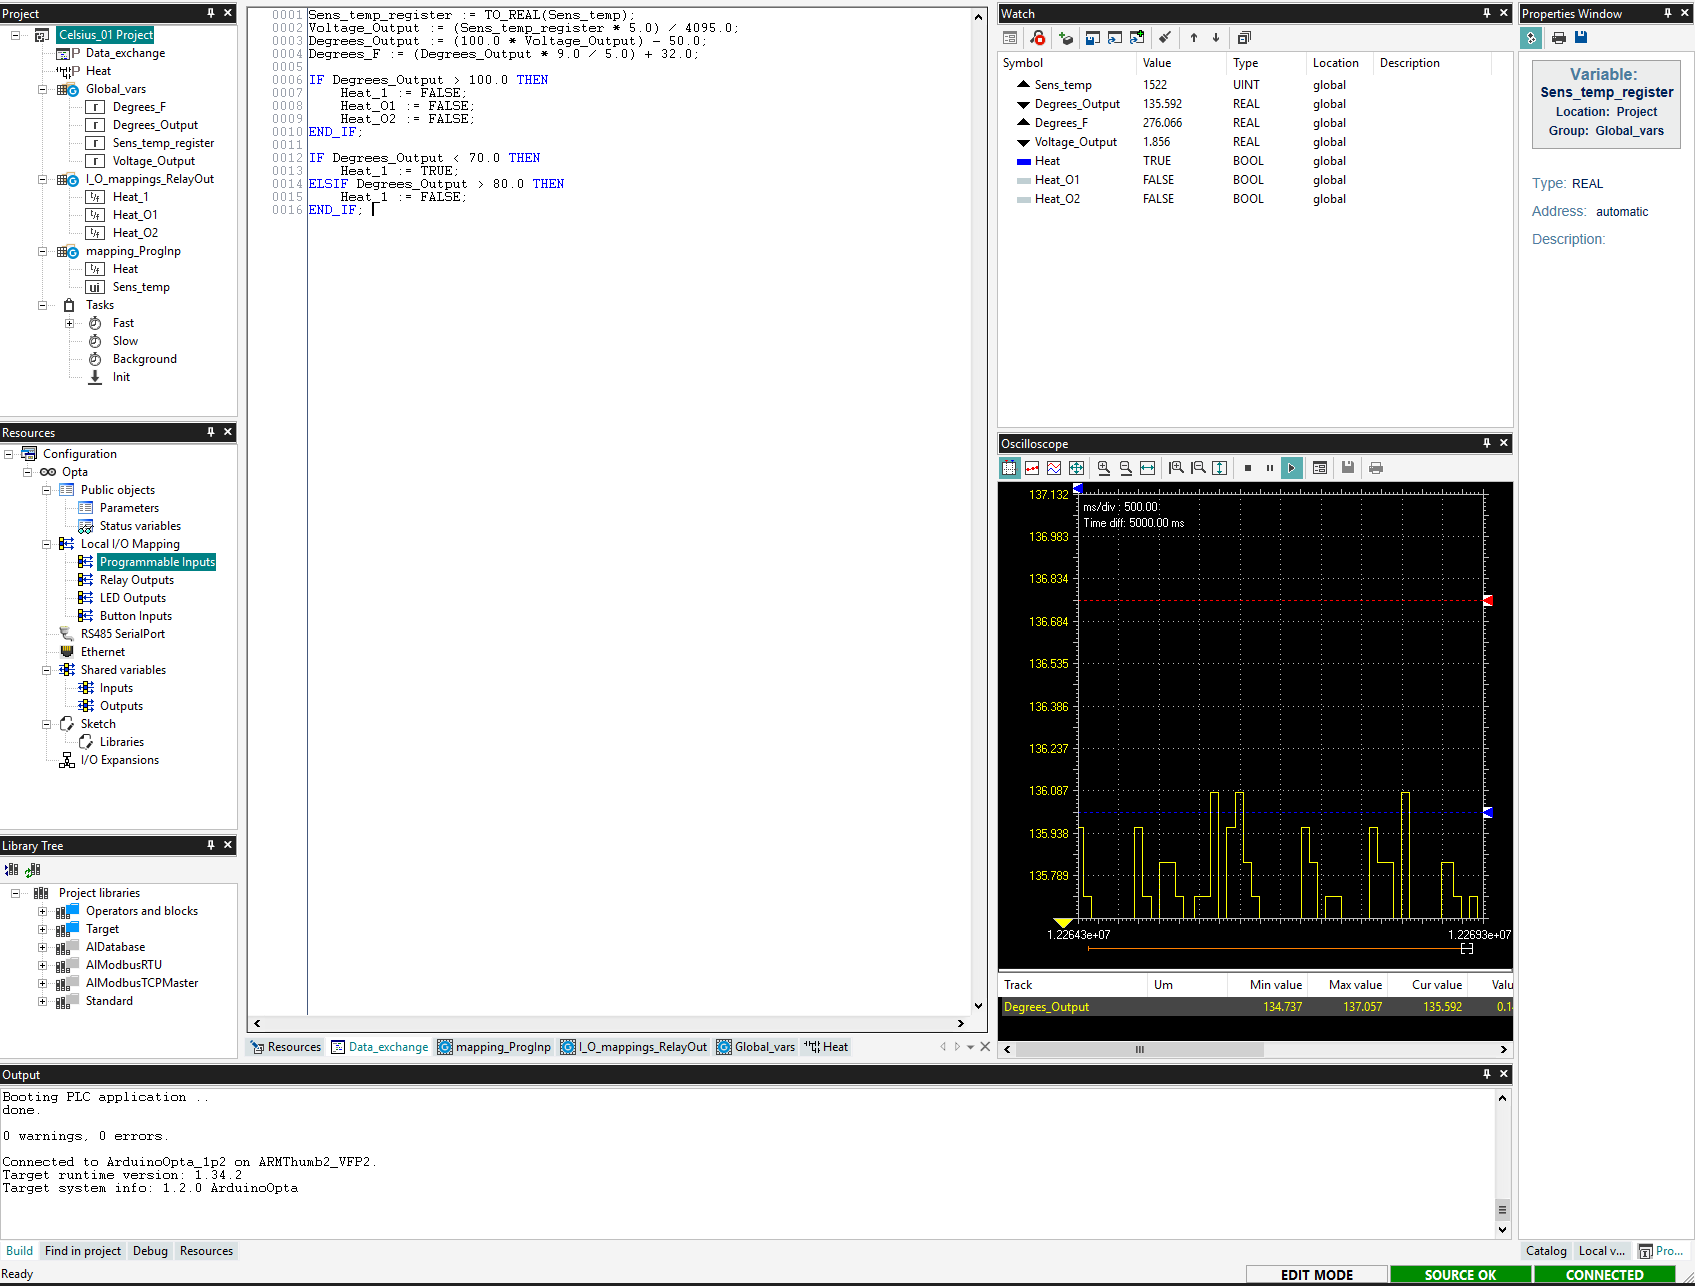 Project
Celsius_01 Project
Data_exchange
Heat
Global_vars
Degrees_F
Degrees_Output
Sens_temp_register
Voltage_Output
I_O_mappings_RelayOut
Heat_1
Heat_O1
Heat_O2
mapping_ProgInp
Heat
Sens_temp
Tasks
Fast
Slow
Background
Init
Resources
Configuration
Opta
Public objects
Parameters
Status variables
Local I/O Mapping
Programmable Inputs
Relay Outputs
LED Outputs
Button Inputs
RS485 SerialPort
Ethernet
Shared variables
Inputs
Outputs
Sketch
Libraries
I/O Expansions
Library Tree
Project libraries
Operators and blocks
Target
AlDatabase
AlModbusRTU
AlModbusTCPMaster
Standard
0001 Sens_temp_register := TO_REAL(Sens_temp);
0002 Voltage_Output := (Sens_temp_register * 5.0) / 4095.0;
0003 Degrees_Output := (100.0 * Voltage_Output) - 50.0;
0004 Degrees_F := (Degrees_Output * 9.0 / 5.0) + 32.0;
0005
0006 IF Degrees_Output > 100.0 THEN
0007 Heat_1 := FALSE;
0008 Heat_O1 := FALSE;
0009 Heat_O2 := FALSE;
0010 END_IF;
0011
0012 IF Degrees_Output < 70.0 THEN
0013 Heat_1 := TRUE;
0014 ELSIF Degrees_Output > 80.0 THEN
0015 Heat_1 := FALSE;
0016 END_IF;
Resources Data_exchange mapping_ProgInp I_O_mappings_RelayOut Global_vars Heat
Watch
Symbol Value Type Location Description
Sens_temp 1522 UINT global
Degrees_Output 135.592 REAL global
Degrees_F 276.066 REAL global
Voltage_Output 1.856 REAL global
Heat TRUE BOOL global
Heat_O1 FALSE BOOL global
Heat_O2 FALSE BOOL global
Oscilloscope
137.132
ms/div : 500.00
Time diff: 5000.00 ms
136.983
136.834
136.684
136.535
136.386
136.237
136.087
135.938
135.789
1.22643e+07 1.22693e+07
Track Um Min value Max value Cur value Valu
Degrees_Output 134.737 137.057 135.592 0.1
Properties Window
Variable:
Sens_temp_register
Location: Project
Group: Global_vars
Type: REAL
Address: automatic
Description:
Catalog Local v... Pro...
Output
Booting PLC application ..
done.
0 warnings, 0 errors.
Connected to ArduinoOpta_1p2 on ARMThumb2_VFP2.
Target runtime version: 1.34.2
Target system info: 1.2.0 ArduinoOpta
Build Find in project Debug Resources
Ready
EDIT MODE SOURCE OK CONNECTED